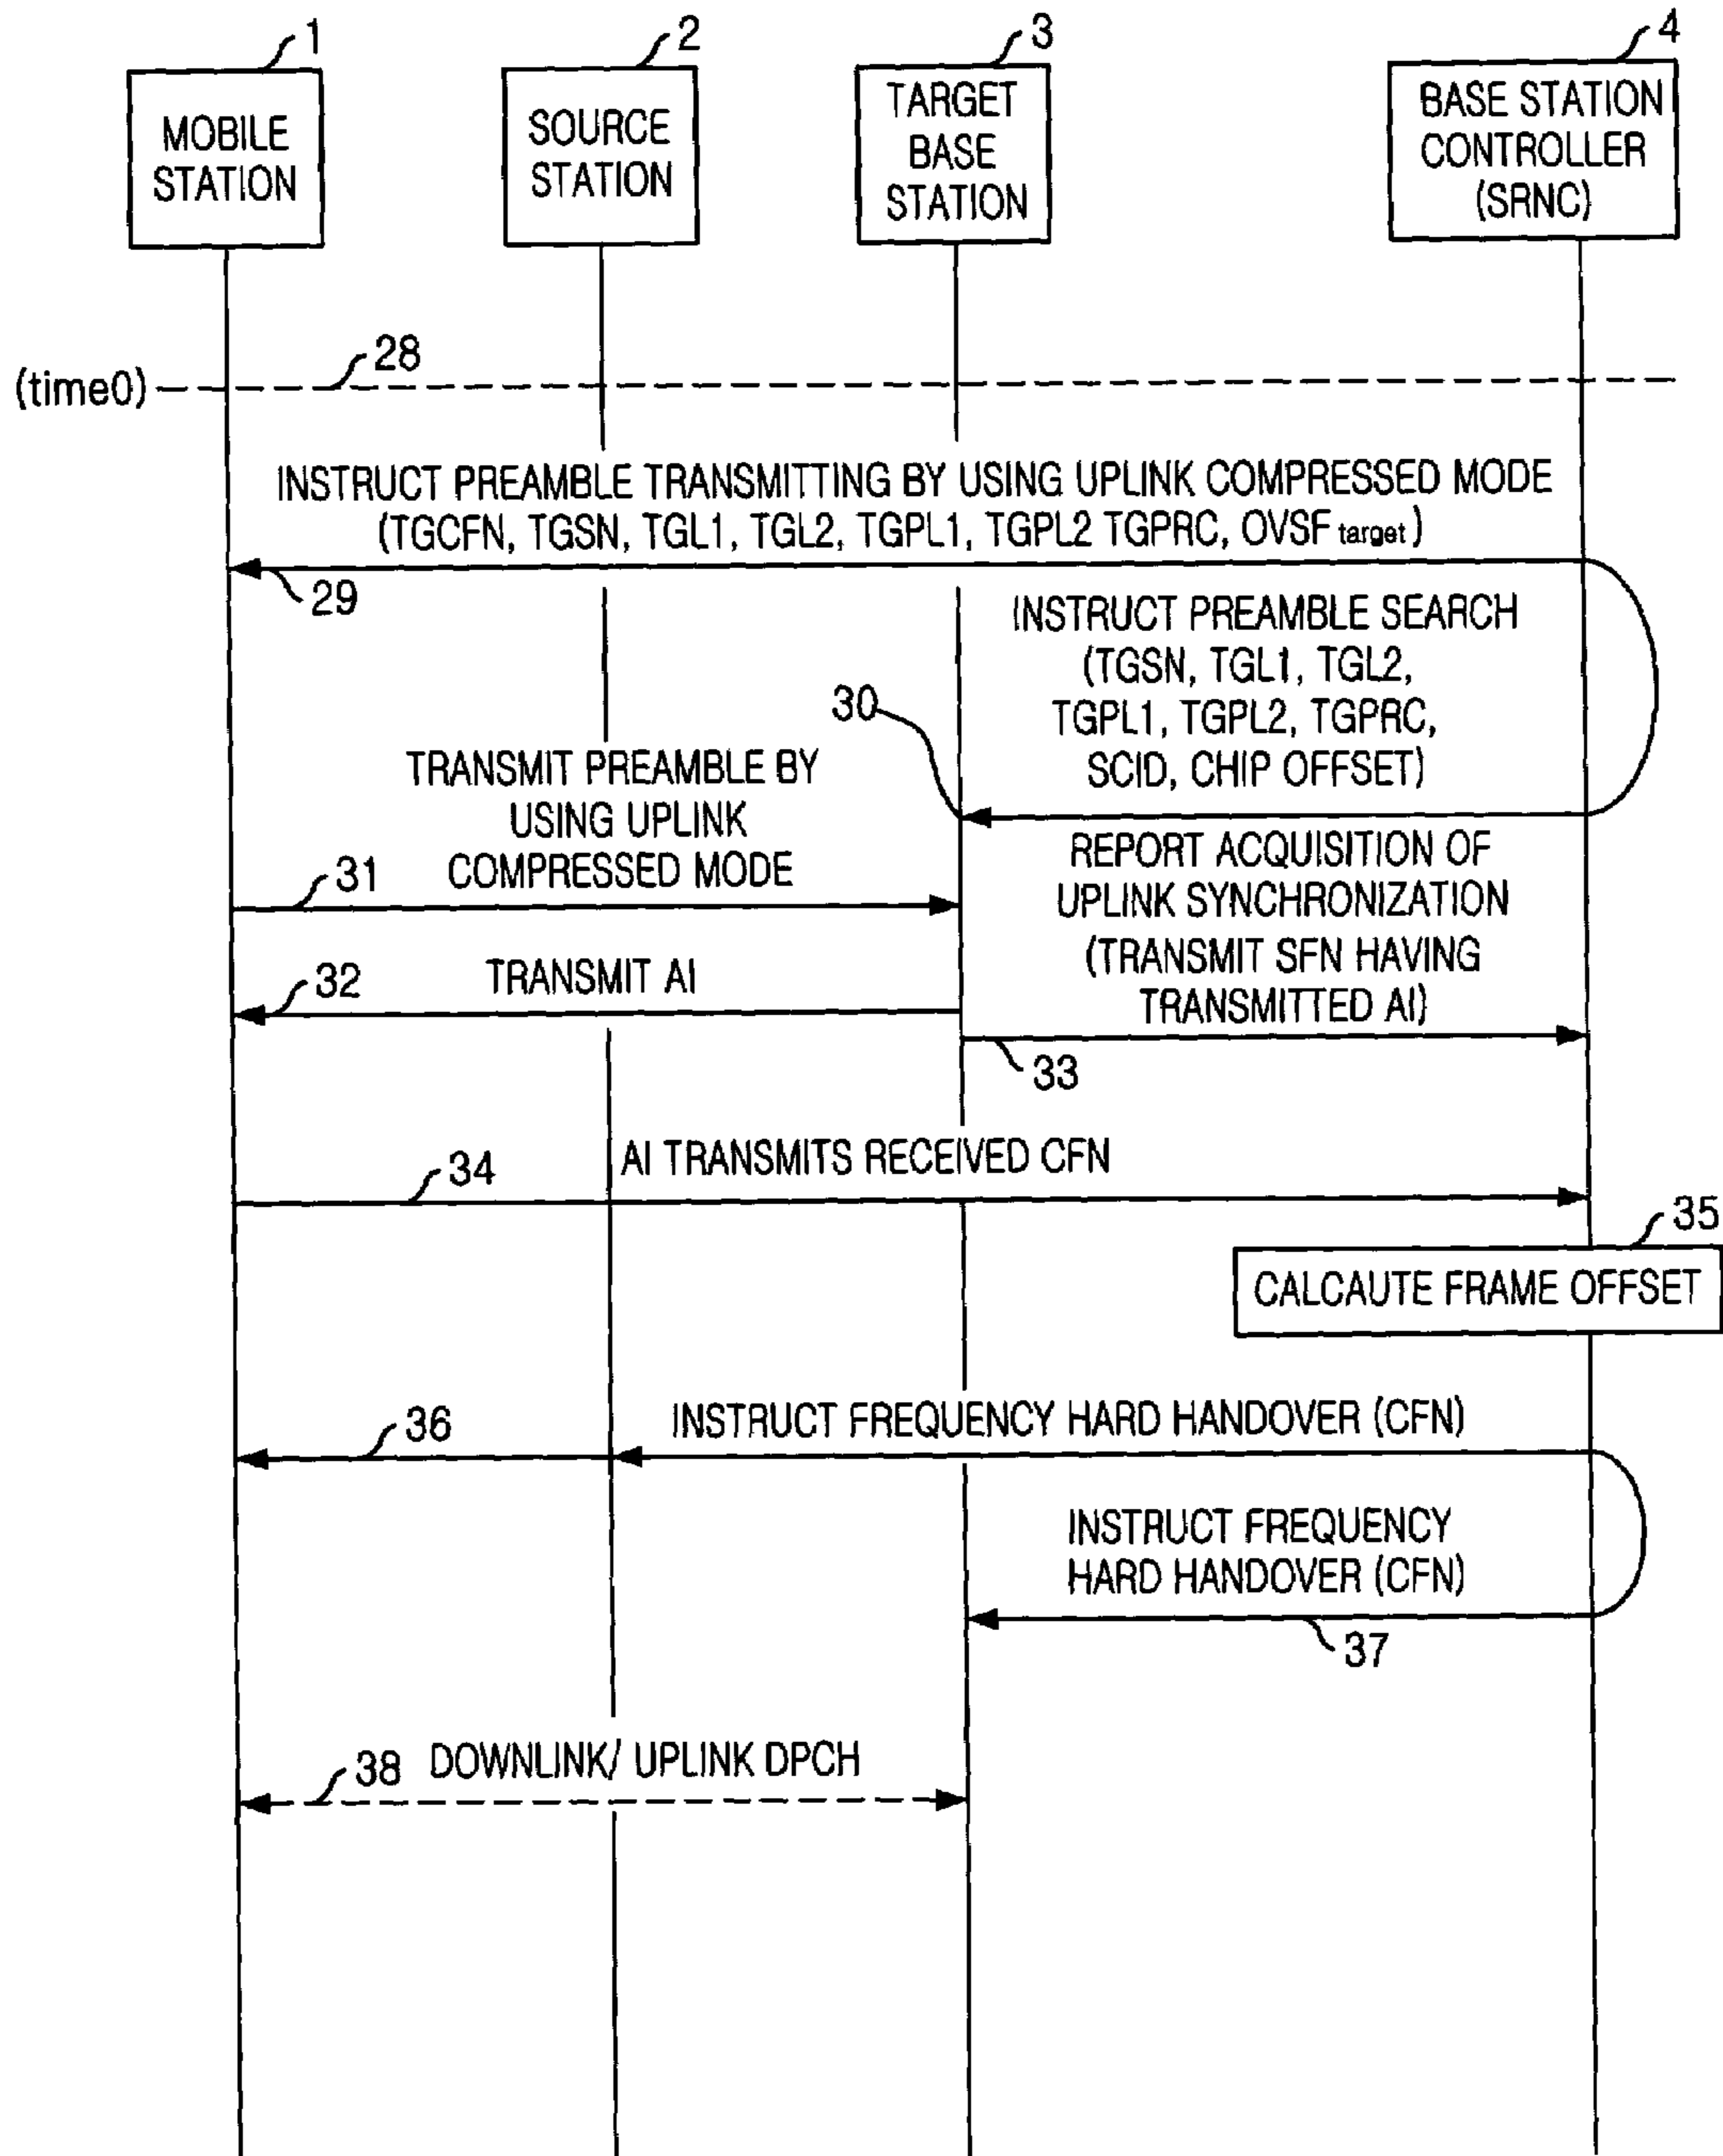 1
2
3
4
MOBILE
STATION
SOURCE
STATION
TARGET
BASE
STATION
BASE STATION
CONTROLLER
(SRNC)
(time0)
28
INSTRUCT PREAMBLE TRANSMITTING BY USING UPLINK COMPRESSED MODE
(TGCFN, TGSN, TGL1, TGL2, TGPL1, TGPL2 TGPRC, OVSF target)
29
INSTRUCT PREAMBLE SEARCH
(TGSN, TGL1, TGL2,
TGPL1, TGPL2, TGPRC,
SCID, CHIP OFFSET)
30
TRANSMIT PREAMBLE BY
USING UPLINK
COMPRESSED MODE
31
REPORT ACQUISITION OF
UPLINK SYNCHRONIZATION
(TRANSMIT SFN HAVING
TRANSMITTED AI)
32
TRANSMIT AI
33
34
AI TRANSMITS RECEIVED CFN
35
CALCAUTE FRAME OFFSET
36
INSTRUCT FREQUENCY HARD HANDOVER (CFN)
INSTRUCT FREQUENCY
HARD HANDOVER (CFN)
37
38
DOWNLINK/ UPLINK DPCH